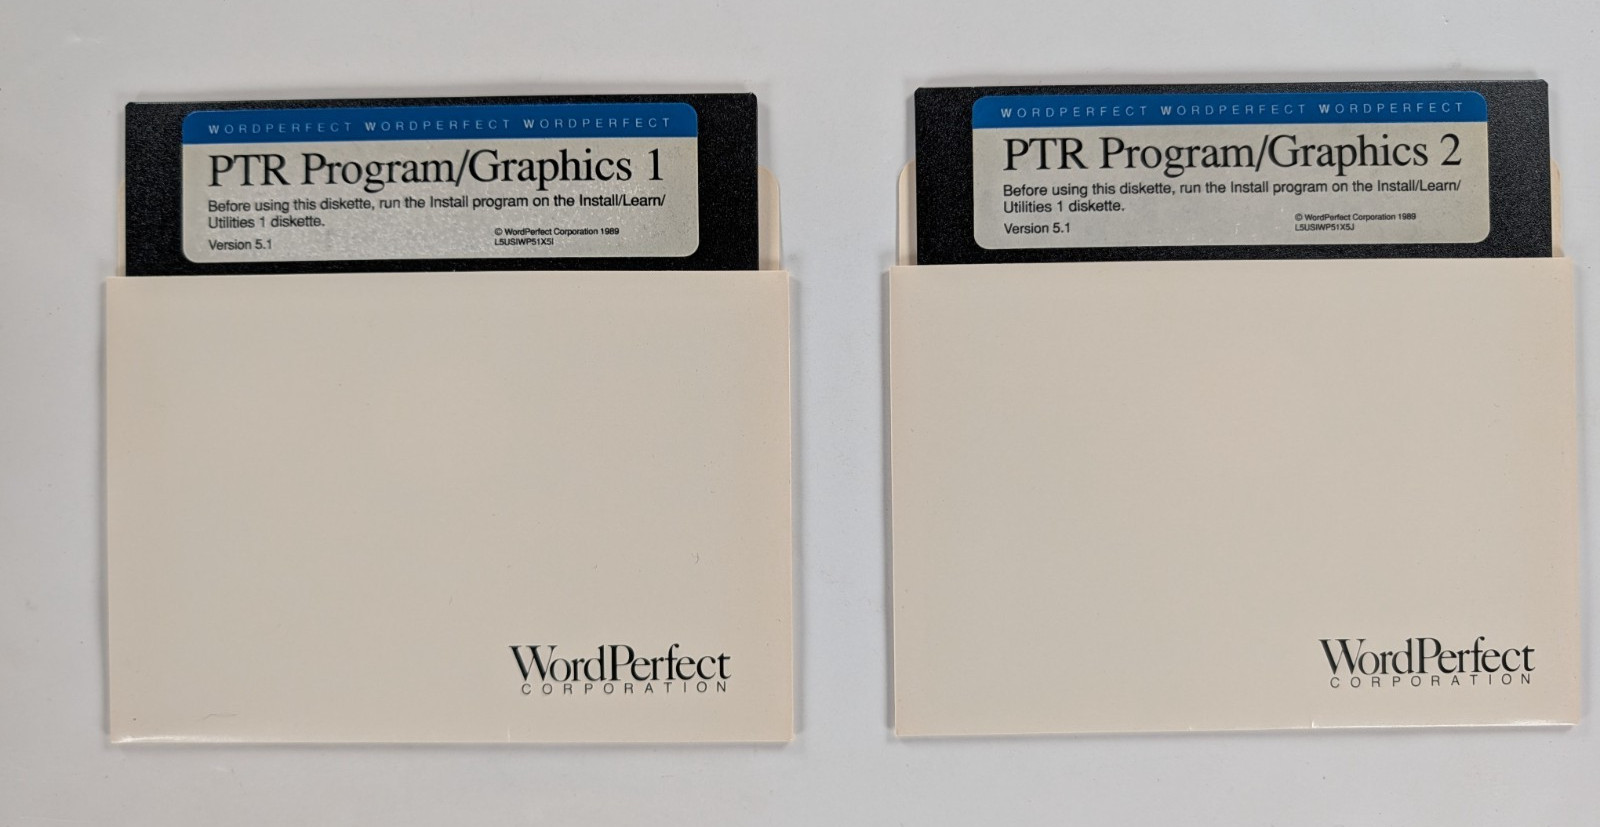 WORDPERFECT WORDPERFECT WORDPERFECT
PTR Program/Graphics 1
Before using this diskette, run the Install program on the Install/Learn/
Utilities 1 diskette.
Version 5.1
© WordPerfect Corporation 1989
L5USIWP51X5I
WordPerfect
CORPORATION
WORDPERFECT WORDPERFECT WORDPERFECT
PTR Program/Graphics 2
Before using this diskette, run the Install program on the Install/Learn/
Utilities 1 diskette.
Version 5.1
© WordPerfect Corporation 1989
L5USIWP51X5J
WordPerfect
CORPORATION